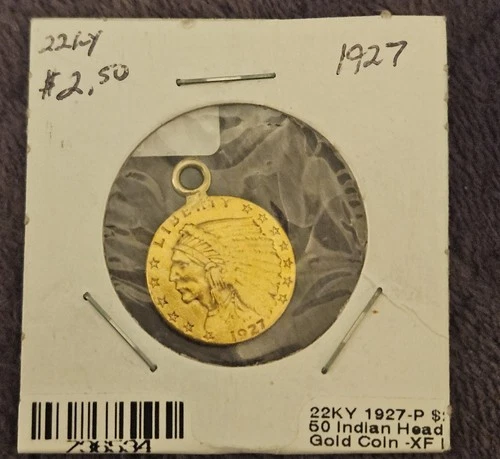 22KY
$2.50
1927
LIBERTY
1927
22KY 1927-P $
50 Indian Head
Gold Coin -XF